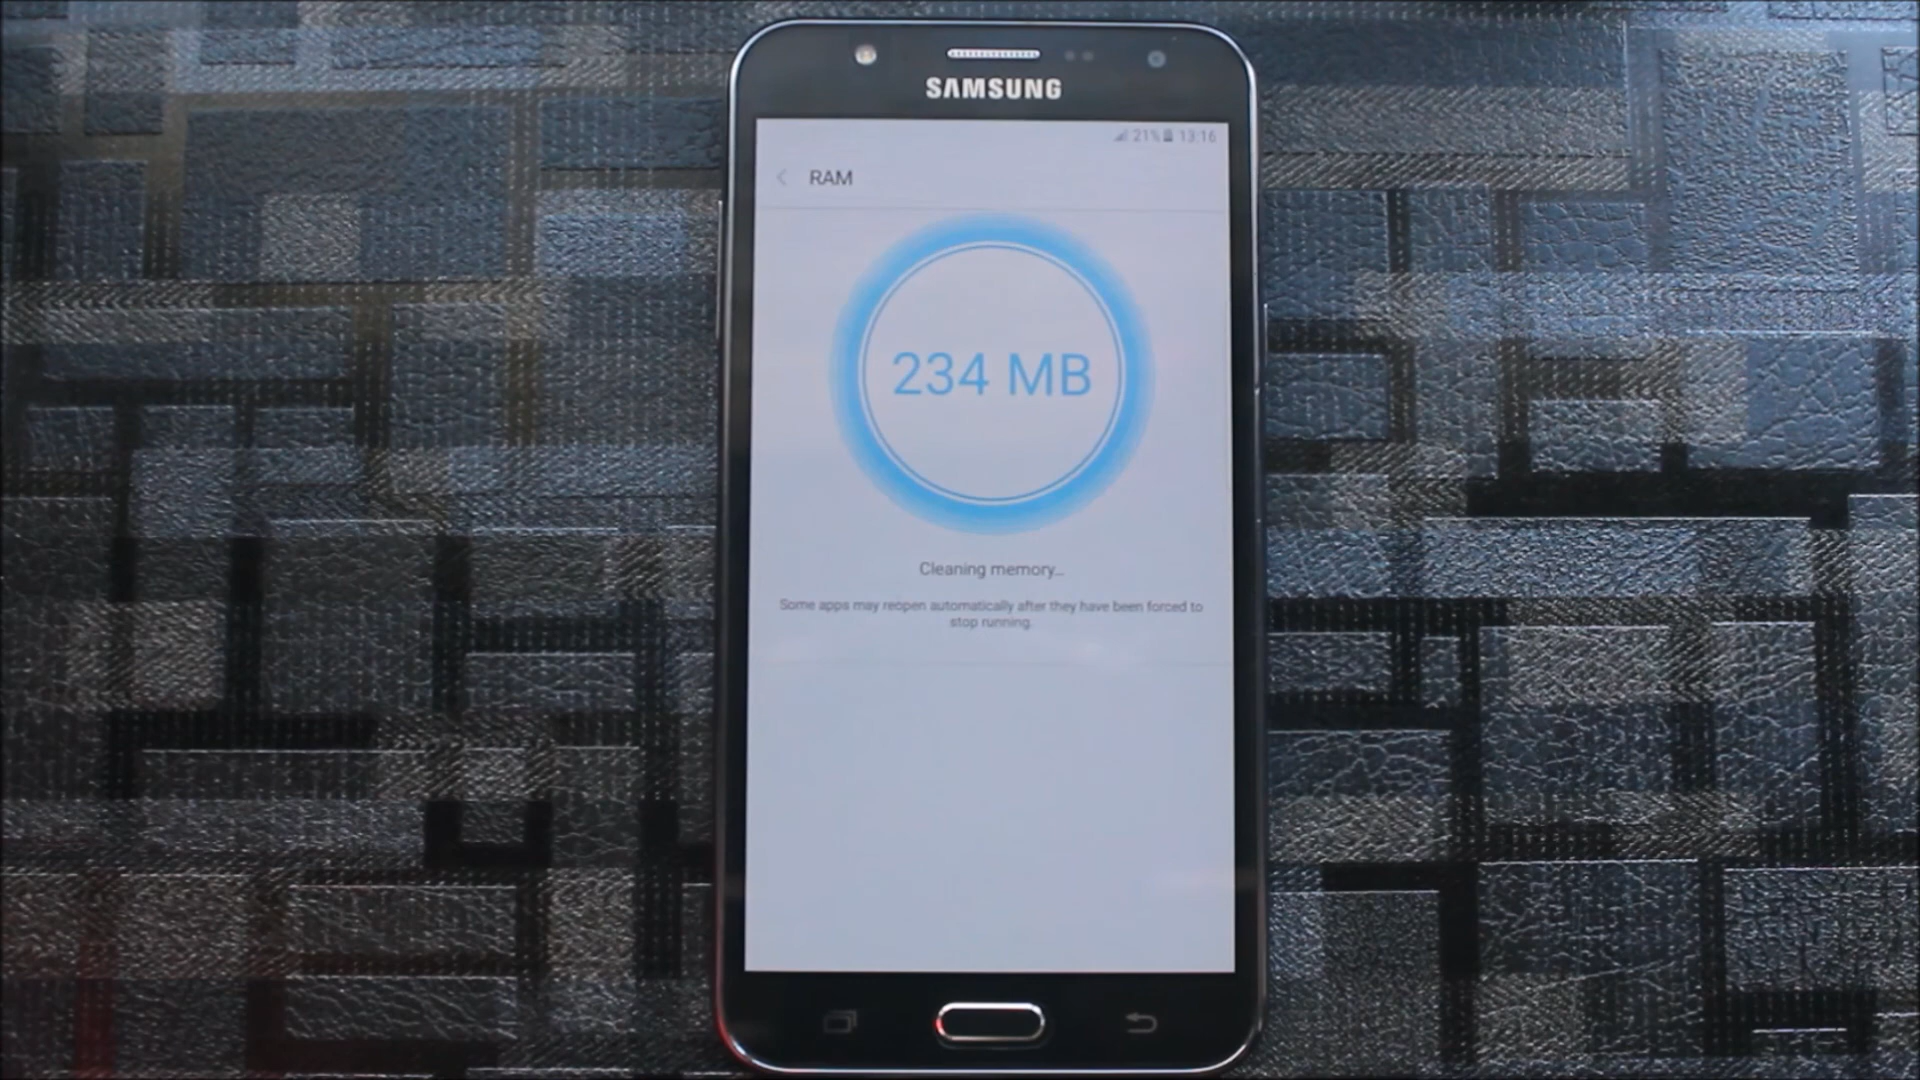 SAMSUNG
21% 13:16
RAM
234 MB
Cleaning memory...
Some apps may reopen automatically after they have been forced to
stop running.